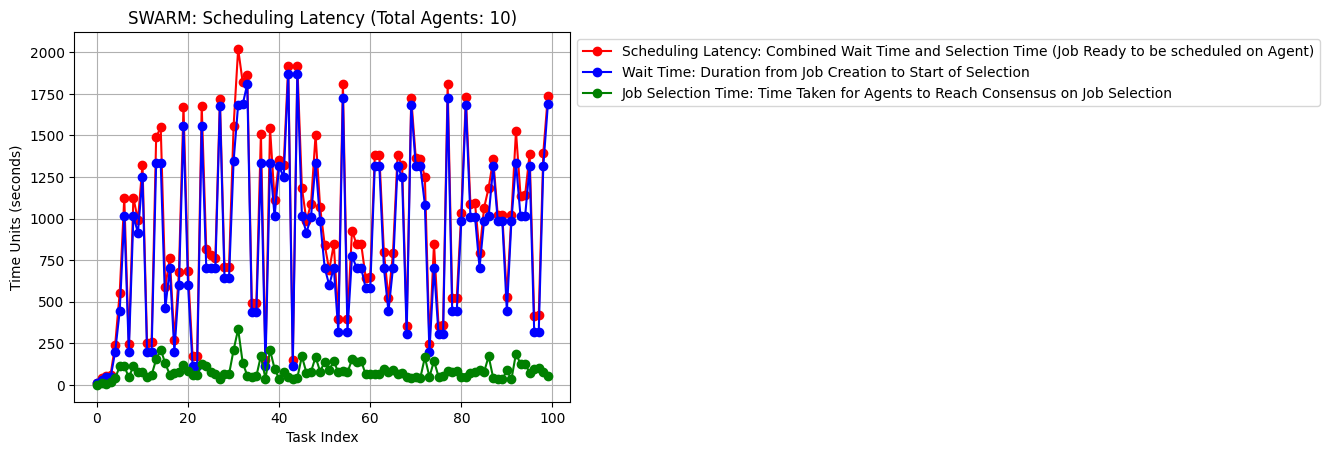 SWARM: Scheduling Latency (Total Agents: 10)
Scheduling Latency: Combined Wait Time and Selection Time (Job Ready to be scheduled on Agent)
Wait Time: Duration from Job Creation to Start of Selection
Job Selection Time: Time Taken for Agents to Reach Consensus on Job Selection
Time Units (seconds)
2000
1750
1500
1250
1000
750
500
250
0
0 20 40 60 80 100
Task Index